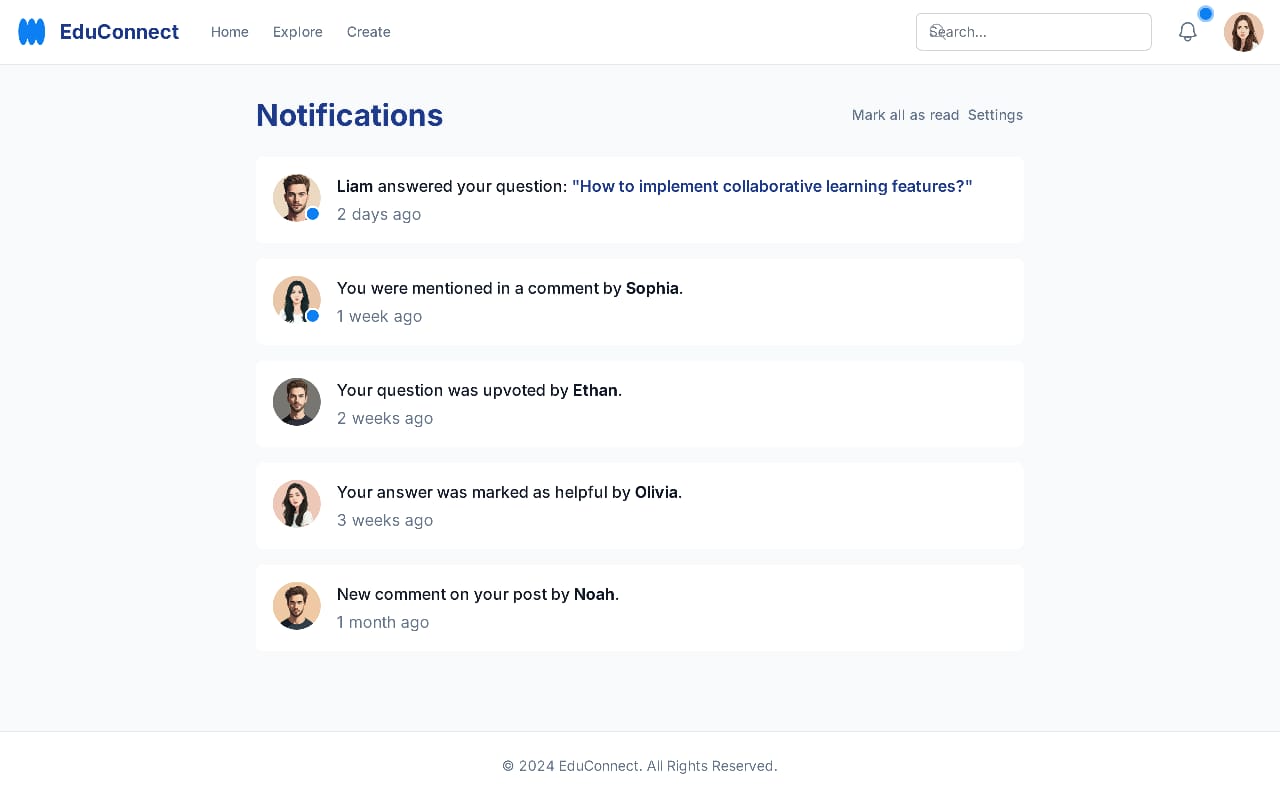 EduConnect
Home
Explore
Create
Search...
Notifications
Mark all as read
Settings
Liam answered your question: "How to implement collaborative learning features?"
2 days ago
You were mentioned in a comment by Sophia.
1 week ago
Your question was upvoted by Ethan.
2 weeks ago
Your answer was marked as helpful by Olivia.
3 weeks ago
New comment on your post by Noah.
1 month ago
© 2024 EduConnect. All Rights Reserved.